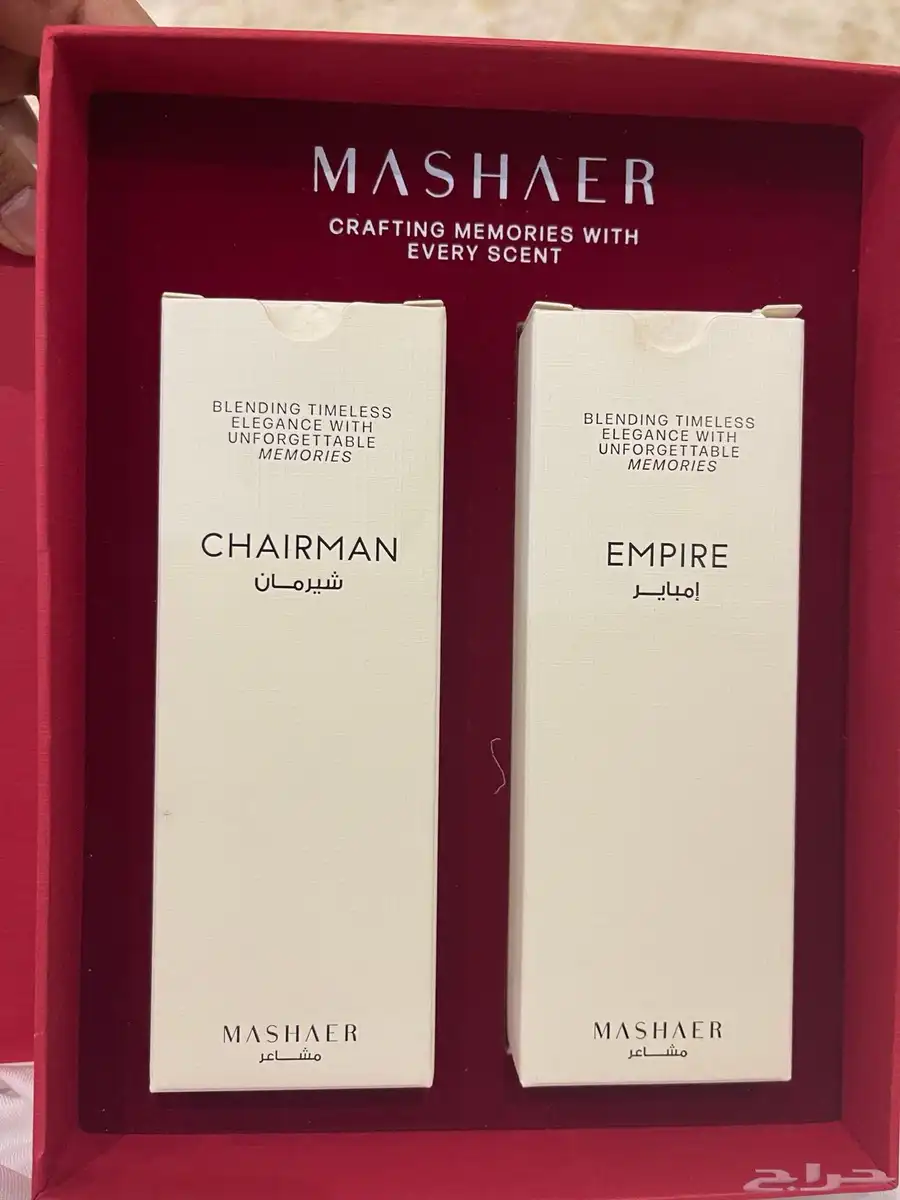 MASHAER
CRAFTING MEMORIES WITH
EVERY SCENT
BLENDING TIMELESS
ELEGANCE WITH
UNFORGETTABLE
MEMORIES
CHAIRMAN
شيرمان
MASHAER
مشاعر
BLENDING TIMELESS
ELEGANCE WITH
UNFORGETTABLE
MEMORIES
EMPIRE
إمباير
MASHAER
مشاعر
حراج